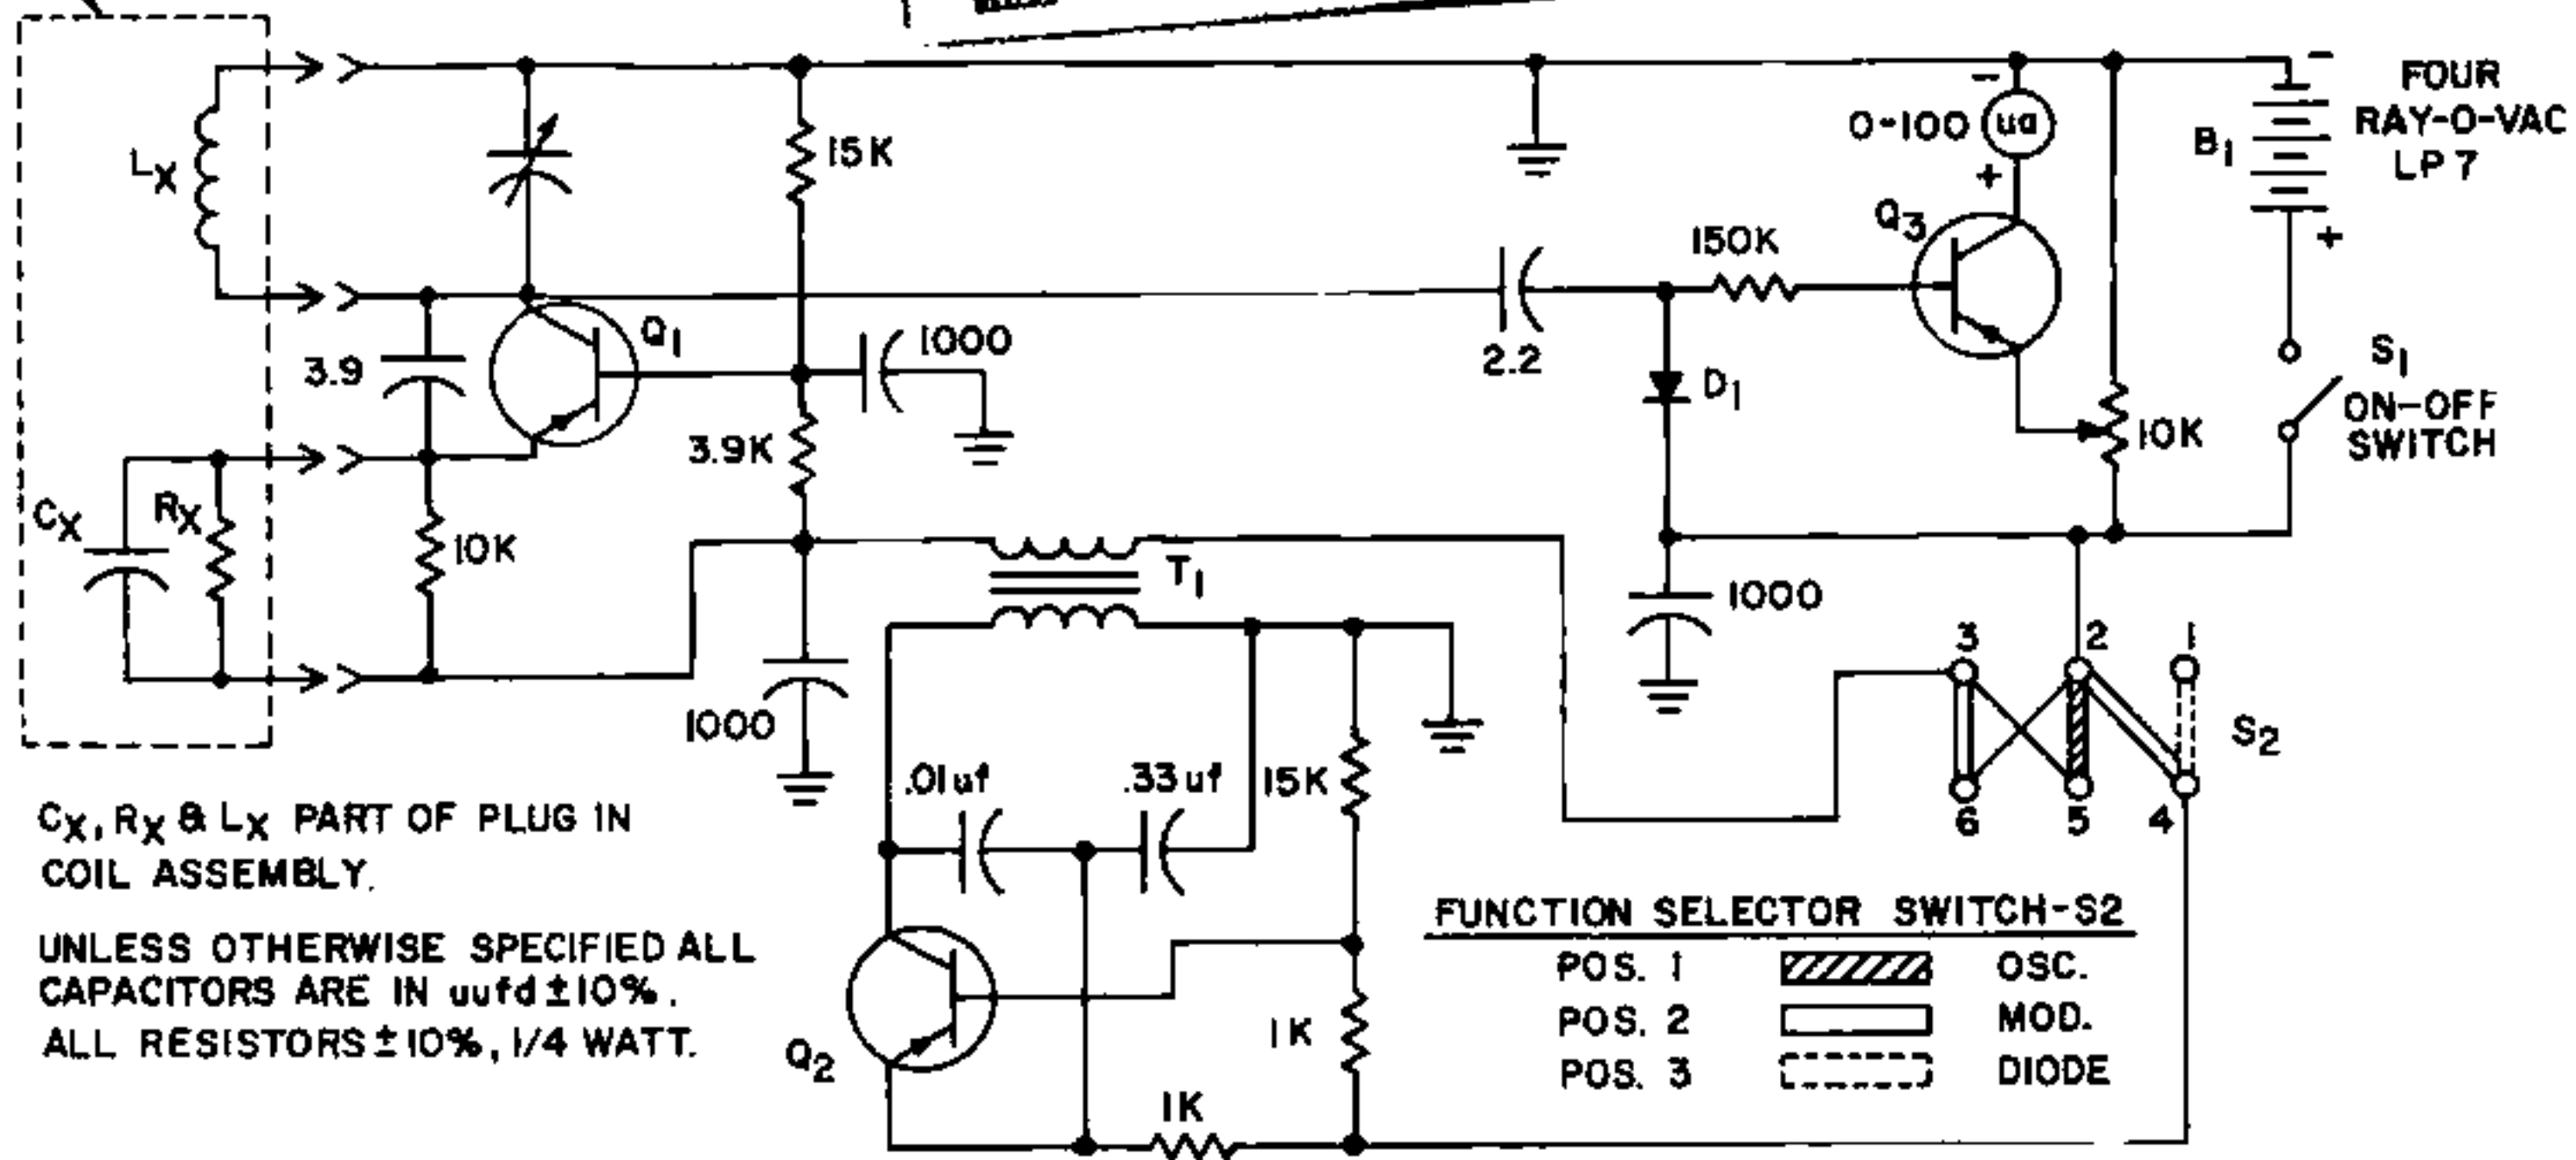 LX
15K
0-100
ua
-
+
B1
-
+
FOUR
RAY-O-VAC
LP 7
Q3
150K
Q1
1000
3.9
2.2
D1
10K
S1
ON-OFF
SWITCH
3.9K
CX
RX
10K
T1
1000
1000
3
2
1
S2
6
5
4
.01uf
.33uf
15K
CX, RX & LX PART OF PLUG IN
COIL ASSEMBLY.
UNLESS OTHERWISE SPECIFIED ALL
CAPACITORS ARE IN uufd ±10%.
ALL RESISTORS ±10%, 1/4 WATT.
Q2
1K
1K
FUNCTION SELECTOR SWITCH-S2
POS. 1 OSC.
POS. 2 MOD.
POS. 3 DIODE